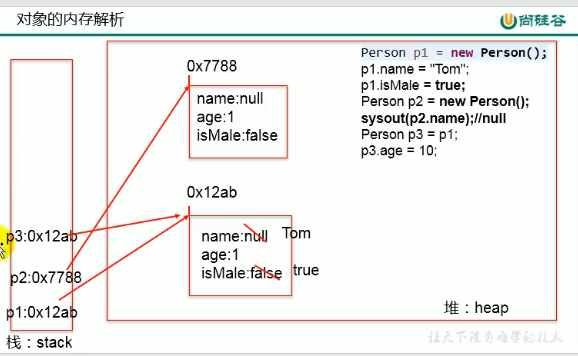 对象的内存解析
尚硅谷
0x7788
name:null
age:1
isMale:false
0x12ab
name:null
Tom
age:1
isMale:false
true
Person p1 = new Person();
p1.name = "Tom";
p1.isMale = true;
Person p2 = new Person();
sysout(p2.name);//null
Person p3 = p1;
p3.age = 10;
p3:0x12ab
p2:0x7788
p1:0x12ab
栈：stack
堆：heap
让天下没有难学的技术